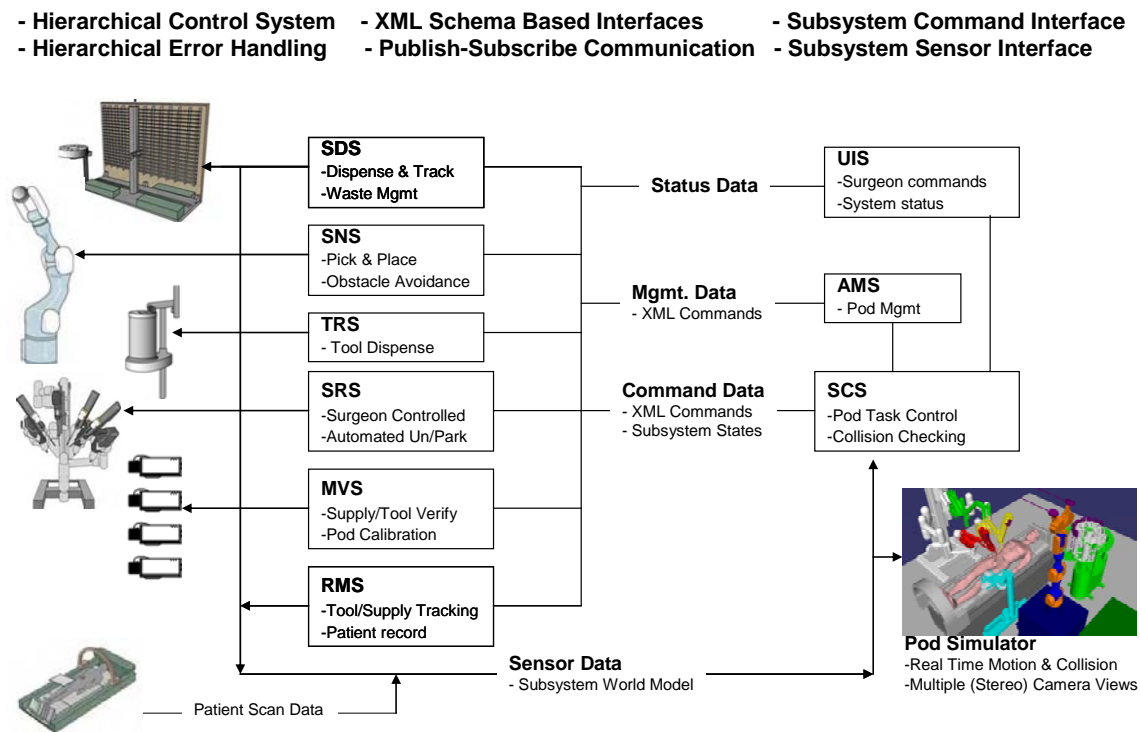 - Hierarchical Control System - XML Schema Based Interfaces - Subsystem Command Interface
- Hierarchical Error Handling - Publish-Subscribe Communication - Subsystem Sensor Interface
SDS
-Dispense & Track
-Waste Mgmt
Status Data
UIS
-Surgeon commands
-System status
SNS
-Pick & Place
-Obstacle Avoidance
Mgmt. Data
- XML Commands
AMS
- Pod Mgmt
TRS
- Tool Dispense
SRS
-Surgeon Controlled
-Automated Un/Park
Command Data
- XML Commands
- Subsystem States
SCS
-Pod Task Control
-Collision Checking
MVS
-Supply/Tool Verify
-Pod Calibration
RMS
-Tool/Supply Tracking
-Patient record
Pod Simulator
-Real Time Motion & Collision
-Multiple (Stereo) Camera Views
Sensor Data
- Subsystem World Model
Patient Scan Data